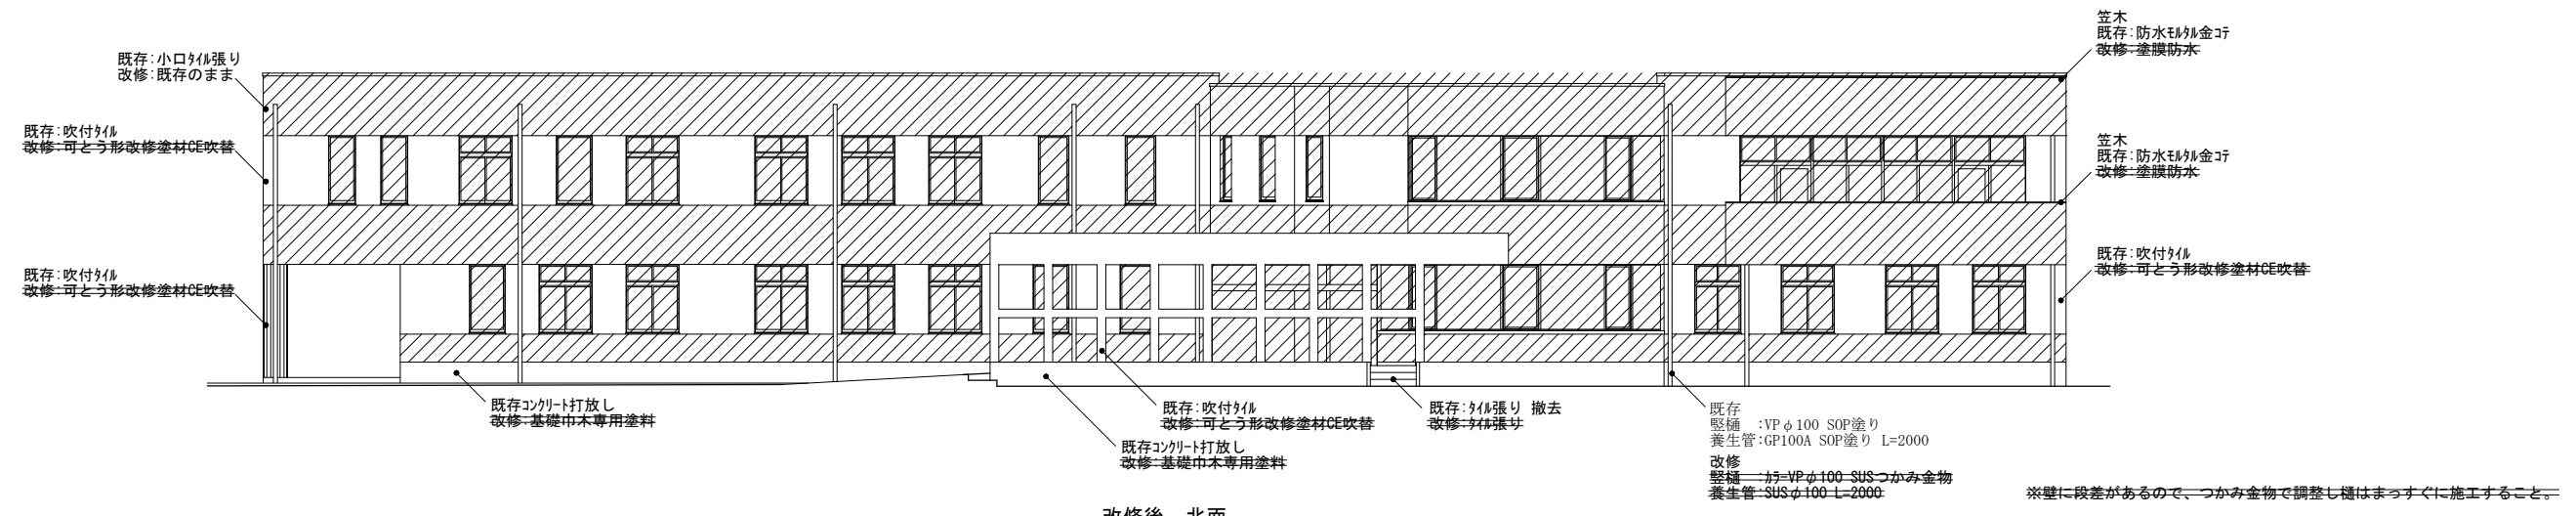 既存:小口ﾀｲﾙ張り
改修:既存のまま
既存:吹付ﾀｲﾙ
改修:可とう形改修塗材CE吹替
既存:吹付ﾀｲﾙ
改修:可とう形改修塗材CE吹替
笠木
既存:防水ﾓﾙﾀﾙ金ｺﾃ
改修:塗膜防水
笠木
既存:防水ﾓﾙﾀﾙ金ｺﾃ
改修:塗膜防水
既存:吹付ﾀｲﾙ
改修:可とう形改修塗材CE吹替
既存ｺﾝｸﾘｰﾄ打放し
改修:基礎巾木専用塗料
既存:吹付ﾀｲﾙ
改修:可とう形改修塗材CE吹替
既存ｺﾝｸﾘｰﾄ打放し
改修:基礎巾木専用塗料
既存:ﾀｲﾙ張り 撤去
改修:ﾀｲﾙ張り
既存
竪樋 :VPφ100 SOP塗り
養生管:GP100A SOP塗り L=2000
改修
竪樋 :ｶﾗｰVPφ100 SUSつかみ金物
養生管:SUSφ100 L=2000
※壁に段差があるので、つかみ金物で調整し樋はまっすぐに施工すること。
改修後 北面